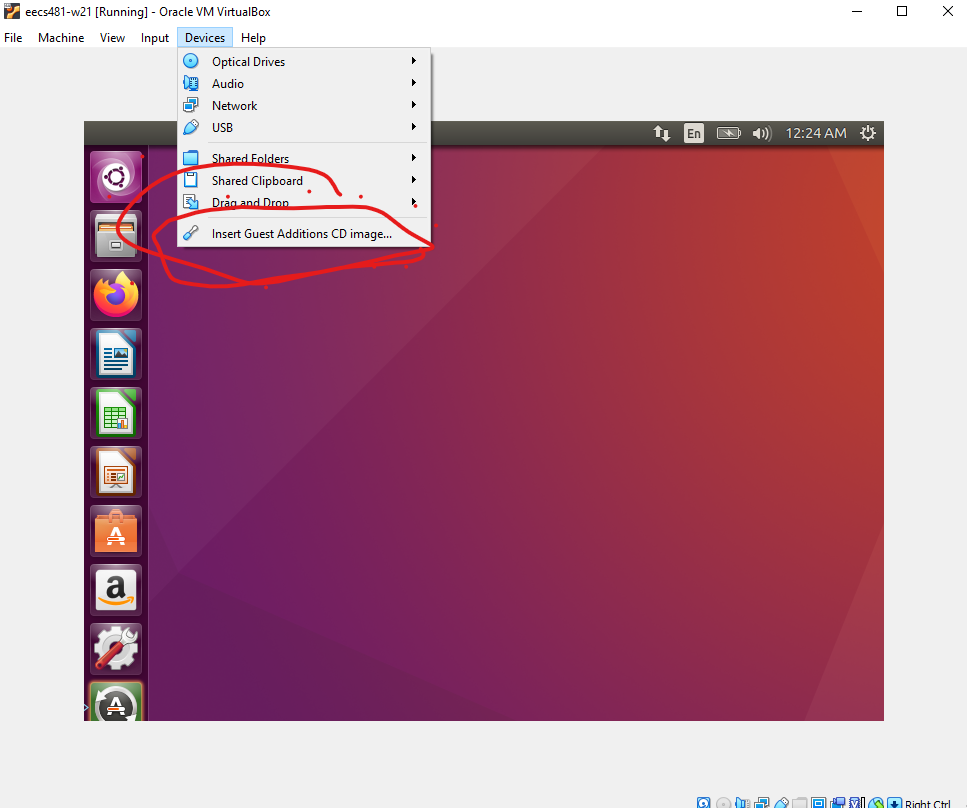 eecs481-w21 [Running] - Oracle VM VirtualBox
File Machine View Input Devices Help
Optical Drives
Audio
Network
USB
Shared Folders
Shared Clipboard
Drag and Drop
Insert Guest Additions CD image...
En 12:24 AM
Right Ctrl